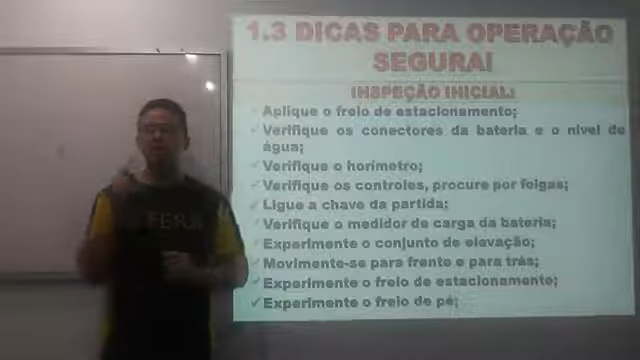 1.3 DICAS PARA OPERAÇÃO
SEGURA!
INSPEÇÃO INICIAL:
Aplique o freio de estacionamento;
Verifique os conectores da bateria e o nível de
água;
Verifique o horímetro;
Verifique os controles, procure por folgas;
Ligue a chave da partida;
Verifique o medidor de carga da bateria;
Experimente o conjunto de elevação;
Movimente-se para frente e para trás;
Experimente o freio de estacionamento;
Experimente o freio de pé;
FERA